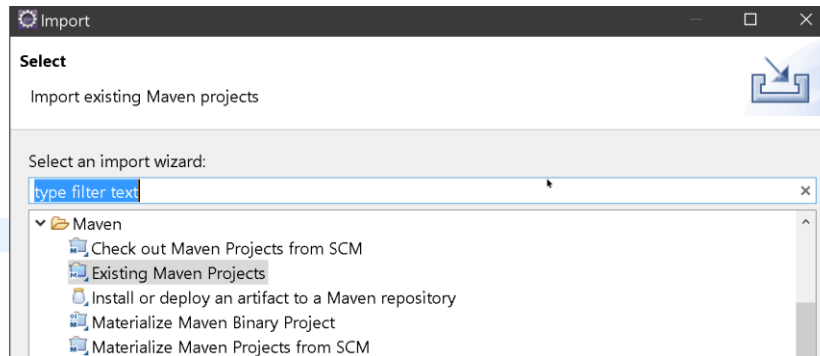 Import
Select
Import existing Maven projects
Select an import wizard:
type filter text
Maven
Check out Maven Projects from SCM
Existing Maven Projects
Install or deploy an artifact to a Maven repository
Materialize Maven Binary Project
Materialize Maven Projects from SCM